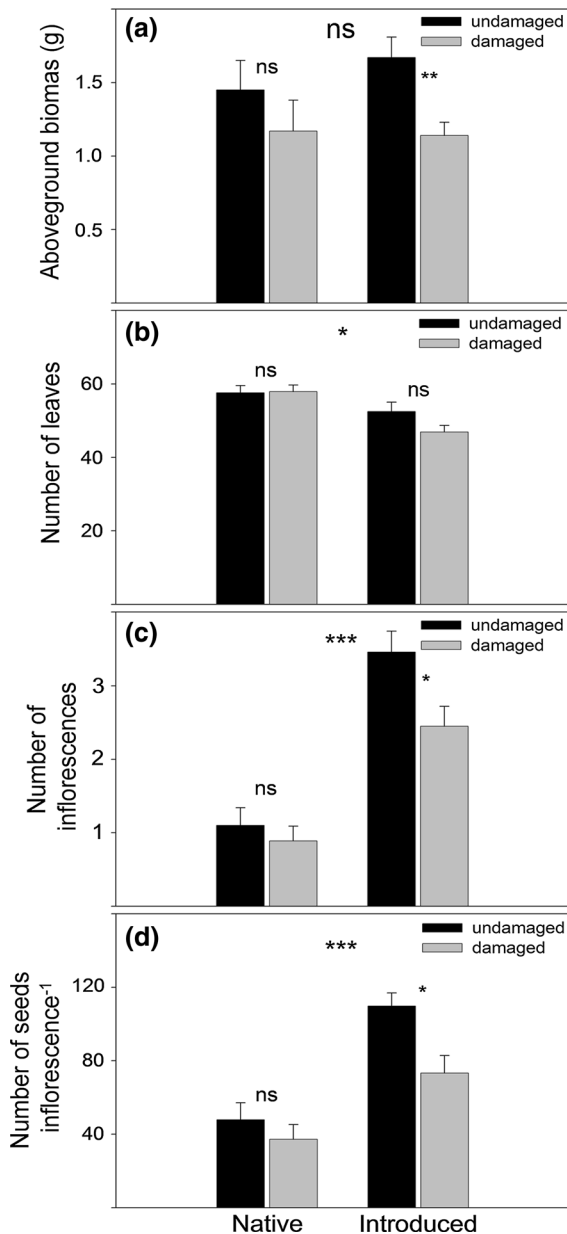 (a)
ns
undamaged
damaged
Aboveground biomas (g)
1.5
1.0
0.5
ns
**
(b)
*
undamaged
damaged
Number of leaves
60
40
20
ns
ns
(c)
***
undamaged
damaged
Number of
inflorescences
3
2
1
ns
*
(d)
***
undamaged
damaged
Number of seeds
inflorescence⁻¹
120
80
40
ns
*
Native
Introduced